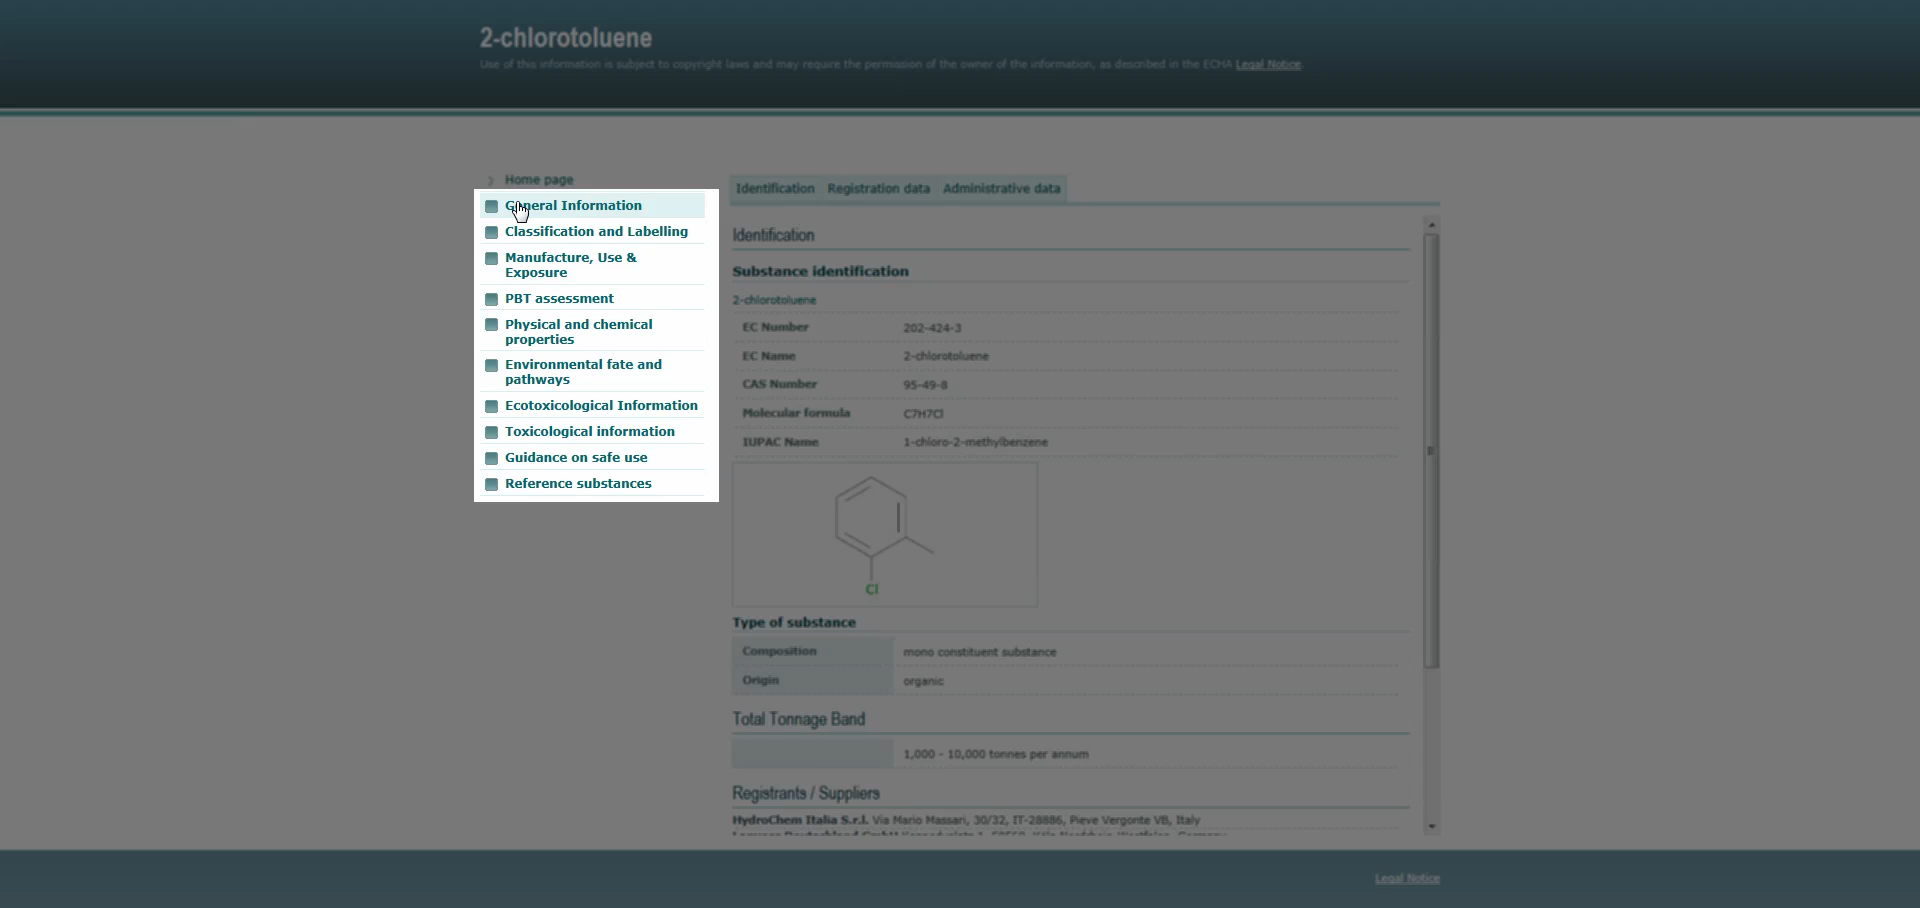 2-chlorotoluene
Use of this information is subject to copyright laws and may require the permission of the owner of the information, as described in the ECHA Legal Notice.
Home page
General Information
Classification and Labelling
Manufacture, Use &
Exposure
PBT assessment
Physical and chemical
properties
Environmental fate and
pathways
Ecotoxicological Information
Toxicological information
Guidance on safe use
Reference substances
Identification Registration data Administrative data
Identification
Substance identification
2-chlorotoluene
EC Number 202-424-3
EC Name 2-chlorotoluene
CAS Number 95-49-8
Molecular formula C7H7Cl
IUPAC Name 1-chloro-2-methylbenzene
Cl
Type of substance
Composition mono constituent substance
Origin organic
Total Tonnage Band
1,000 - 10,000 tonnes per annum
Registrants / Suppliers
HydroChem Italia S.r.l. Via Mario Massari, 30/32, IT-28886, Pieve Vergonte VB, Italy
Legal Notice